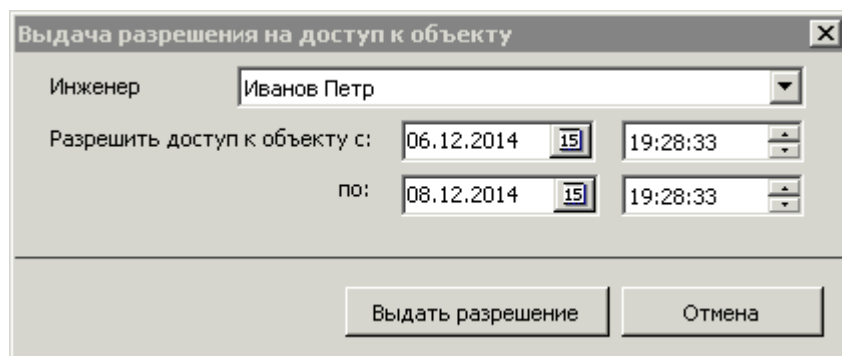 Выдача разрешения на доступ к объекту
Инженер Иванов Петр
Разрешить доступ к объекту с: 06.12.2014 15 19:28:33
по: 08.12.2014 15 19:28:33
Выдать разрешение Отмена